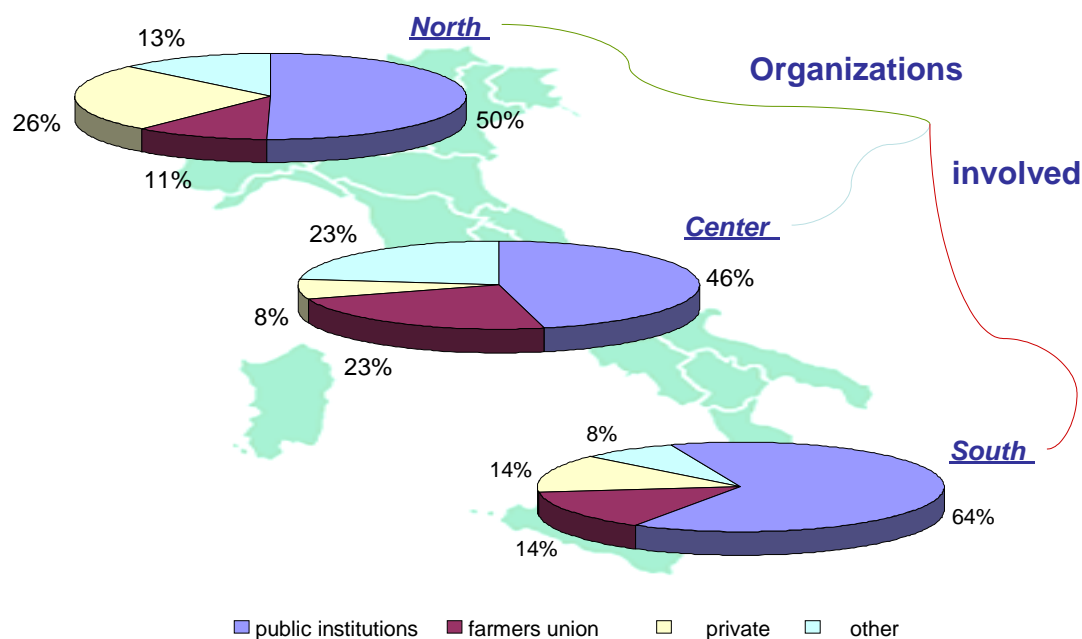 North
Organizations
involved
13%
26%
50%
11%
Center
23%
46%
8%
23%
South
8%
14%
64%
14%
public institutions farmers union private other